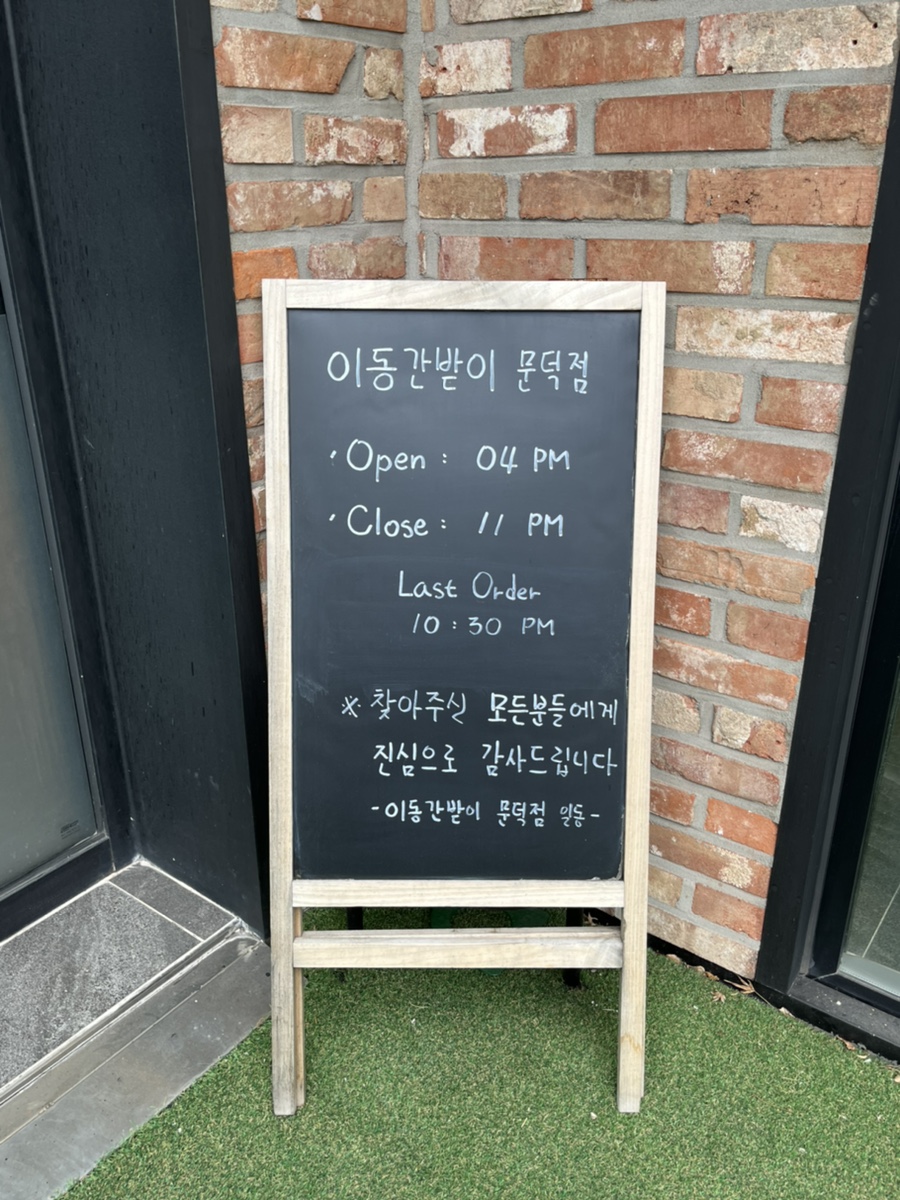 이동간받이 문덕점
· Open : 04 PM
· Close : 11 PM
Last Order
10 : 30 PM
※ 찾아주신 모든분들에게
진심으로 감사드립니다
- 이동간받이 문덕점 일동 -